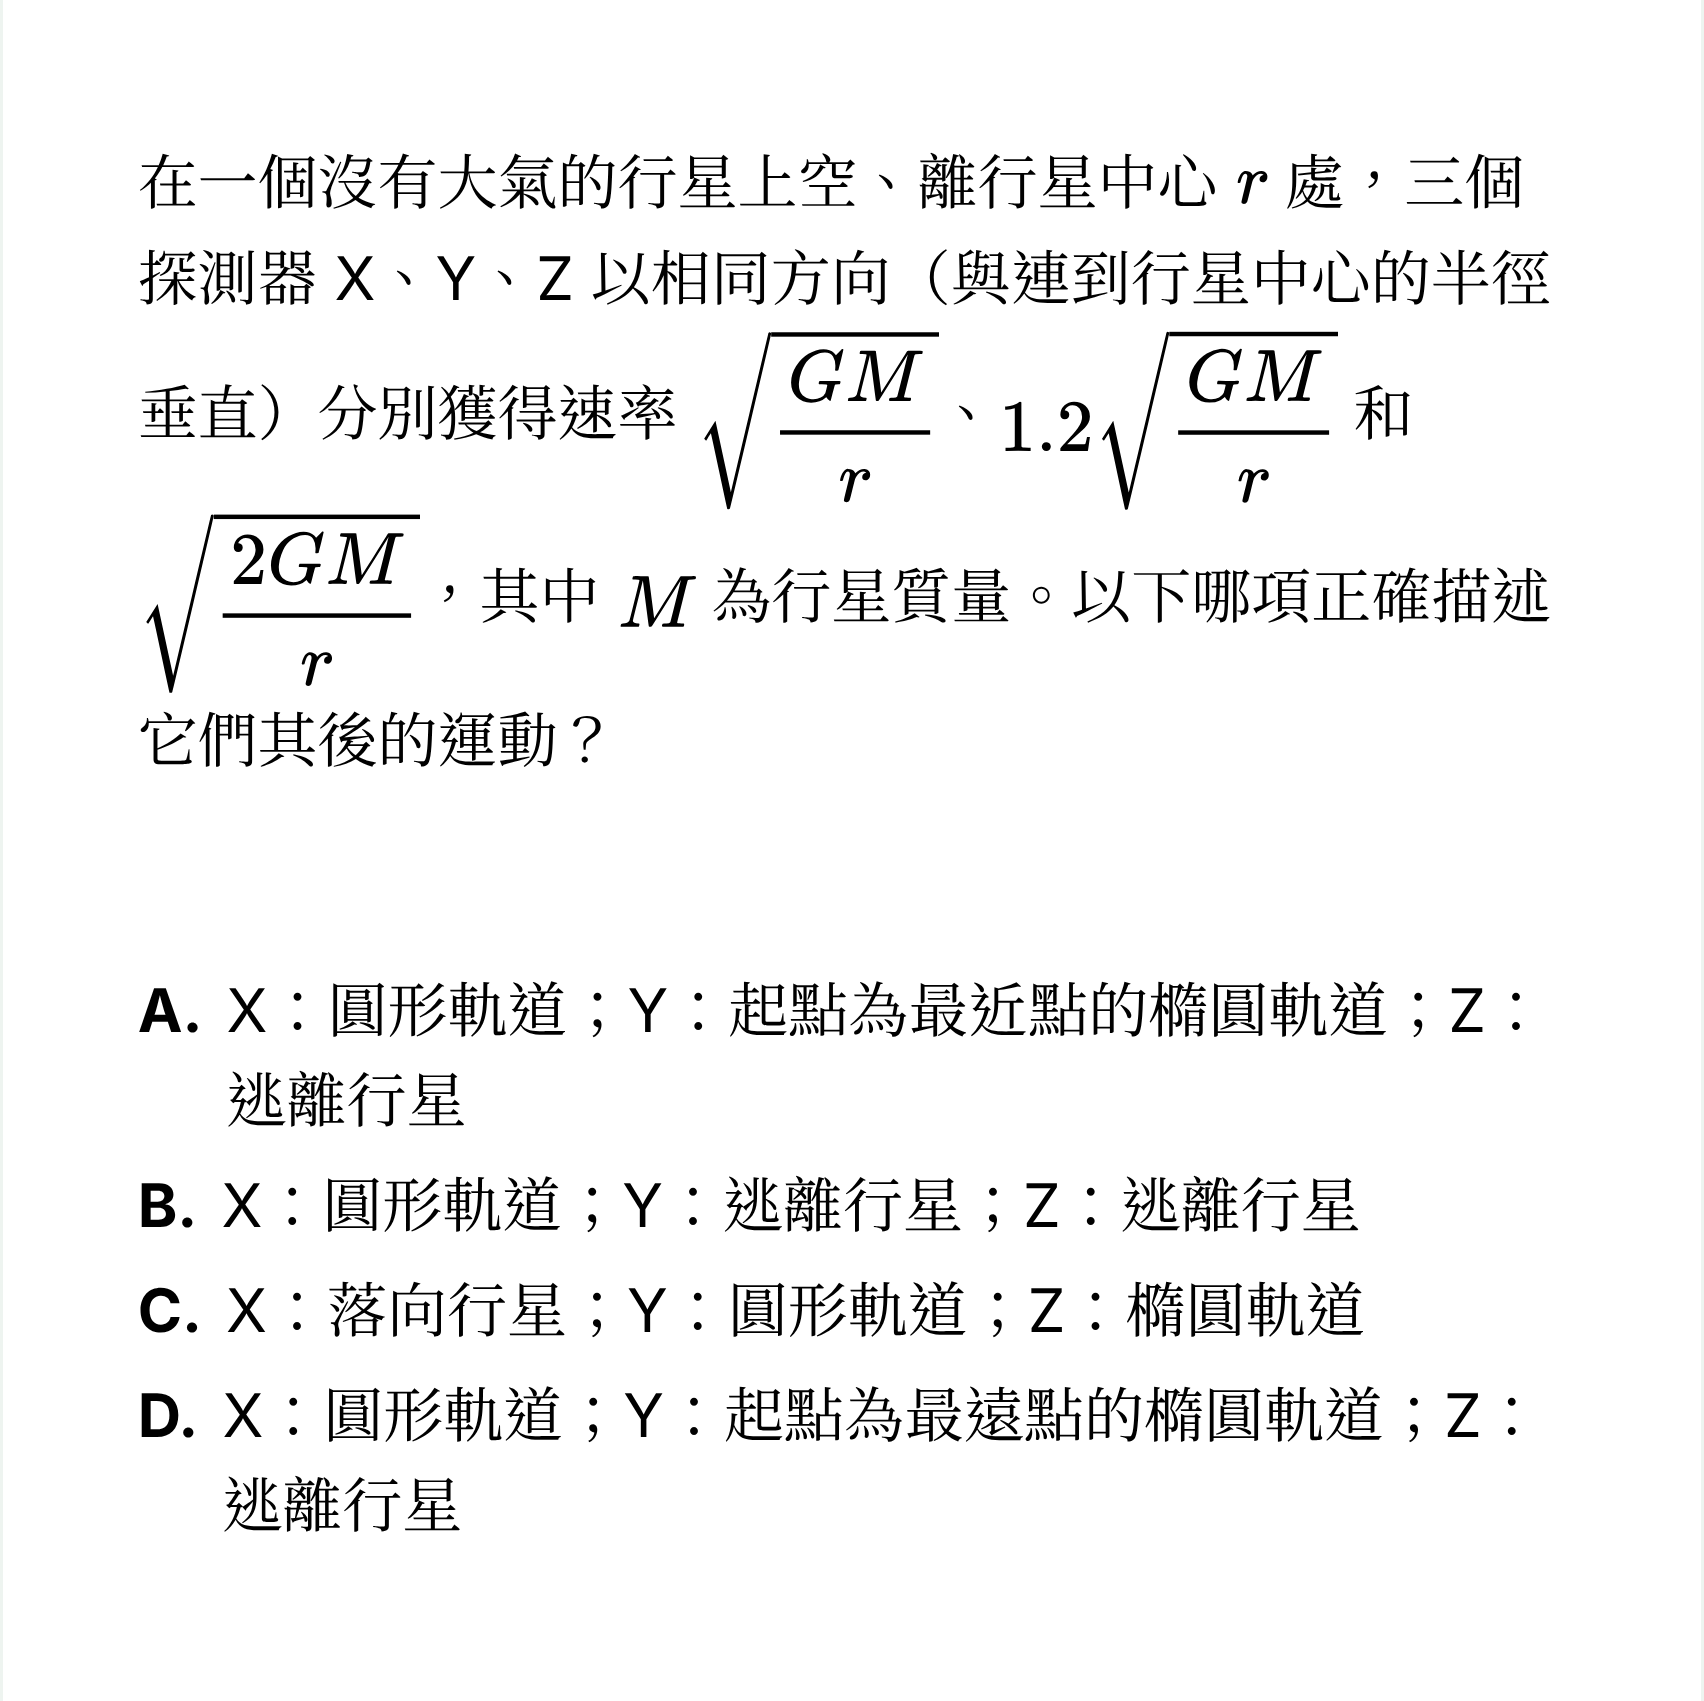 在一個沒有大氣的行星上空、離行星中心 $r$ 處，三個
探測器 X、Y、Z 以相同方向（與連到行星中心的半徑
垂直）分別獲得速率 $\sqrt{\dfrac{GM}{r}}$、$1.2\sqrt{\dfrac{GM}{r}}$ 和
$\sqrt{\dfrac{2GM}{r}}$，其中 $M$ 為行星質量。以下哪項正確描述
它們其後的運動？
A. X：圓形軌道；Y：起點為最近點的橢圓軌道；Z：
逃離行星
B. X：圓形軌道；Y：逃離行星；Z：逃離行星
C. X：落向行星；Y：圓形軌道；Z：橢圓軌道
D. X：圓形軌道；Y：起點為最遠點的橢圓軌道；Z：
逃離行星